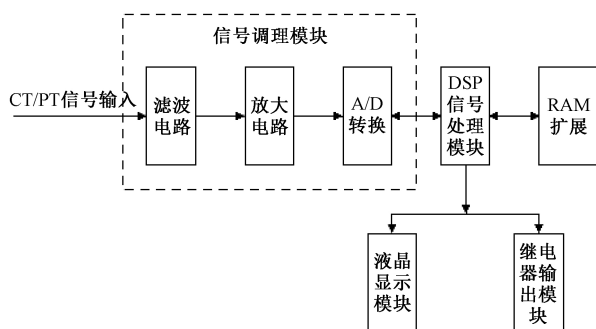 信号调理模块
CT/PT信号输入
滤波
电路
放大
电路
A/D
转换
DSP
信号
处理
模块
RAM
扩展
液晶
显示
模块
继电
器输
出模
块